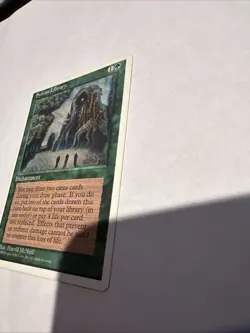 Sylvan Library
Enchantment
You may draw two extra cards
during your draw phase. If you do
so, put two of the cards drawn this
turn back on top of your library (in
any order) or pay 4 life per card
not replaced. Effects that prevent
or redirect damage cannot be used
to counter this loss of life.
Illus. Harold McNeill